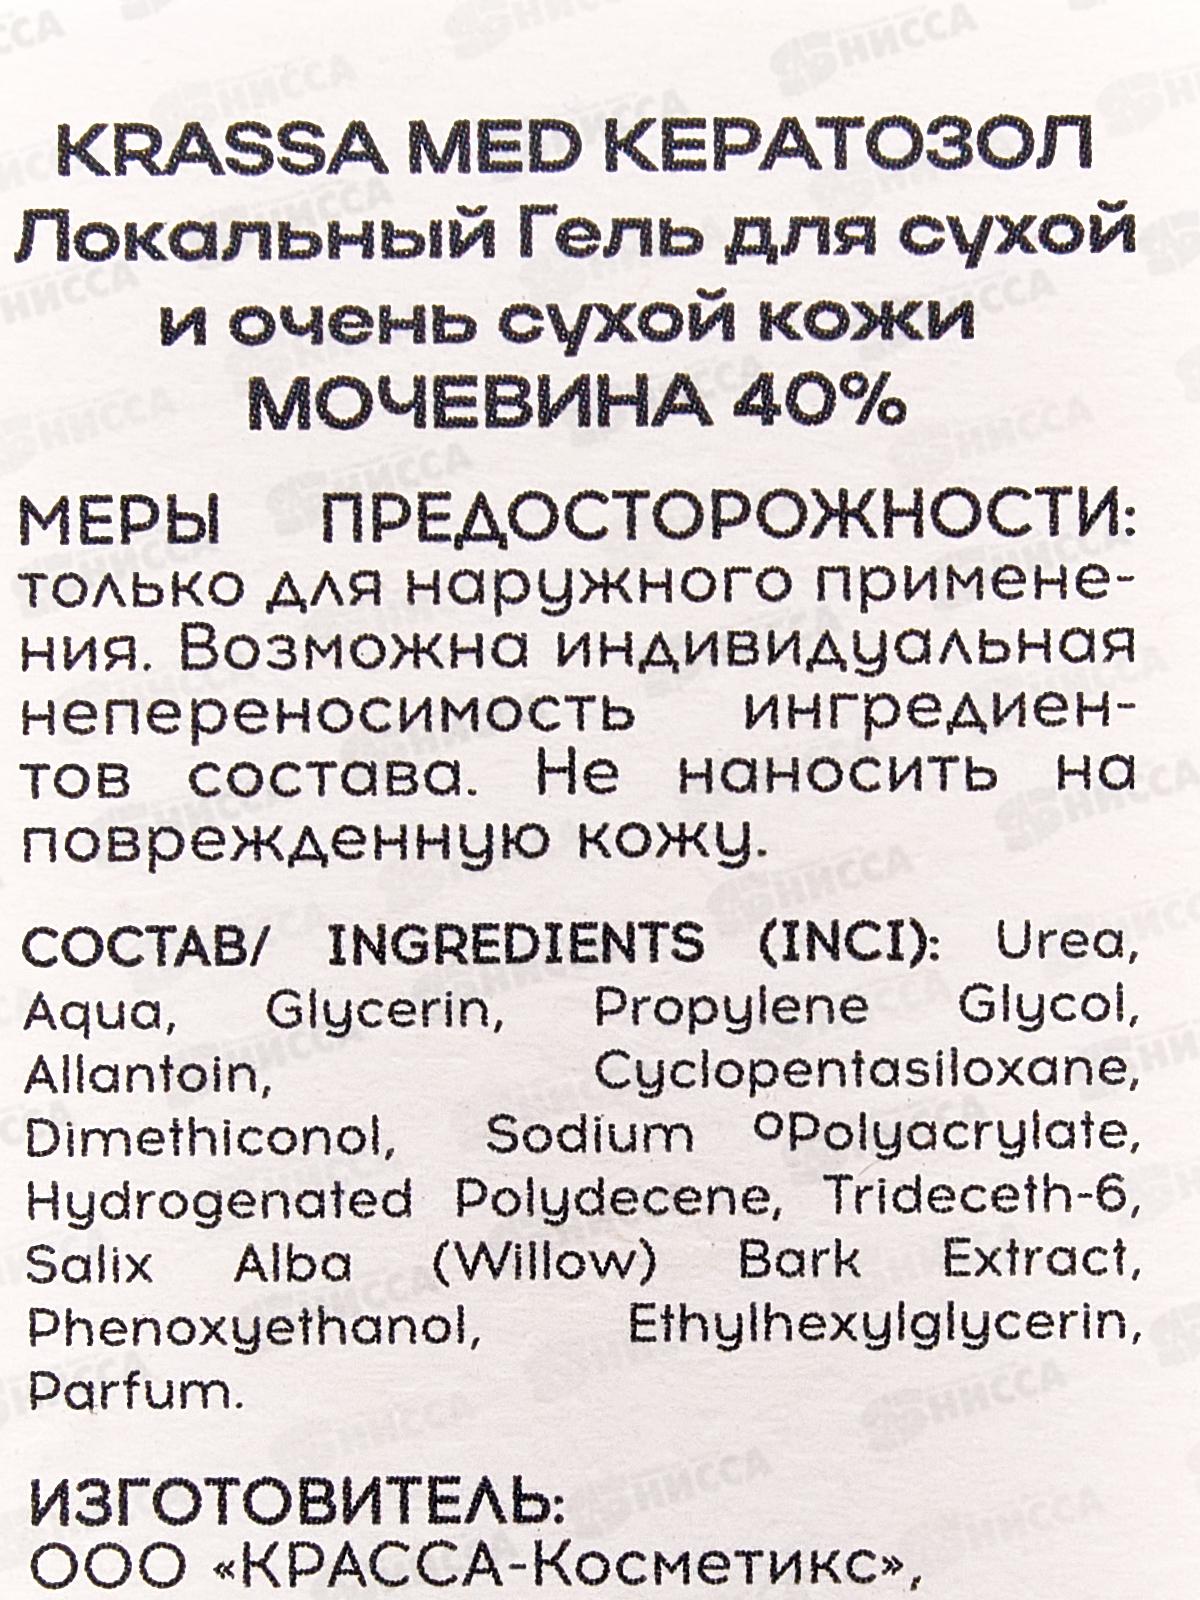 KRASSA MED КЕРАТОЗОЛ
Локальный Гель для сухой
и очень сухой кожи
МОЧЕВИНА 40%
МЕРЫ ПРЕДОСТОРОЖНОСТИ:
только для наружного примене-
ния. Возможна индивидуальная
непереносимость ингредиен-
тов состава. Не наносить на
поврежденную кожу.
СОСТАВ/ INGREDIENTS (INCI): Urea,
Aqua, Glycerin, Propylene Glycol,
Allantoin, Cyclopentasiloxane,
Dimethiconol, Sodium ºPolyacrylate,
Hydrogenated Polydecene, Trideceth-6,
Salix Alba (Willow) Bark Extract,
Phenoxyethanol, Ethylhexylglycerin,
Parfum.
ИЗГОТОВИТЕЛЬ:
ООО «КРАССА-Косметикс»,